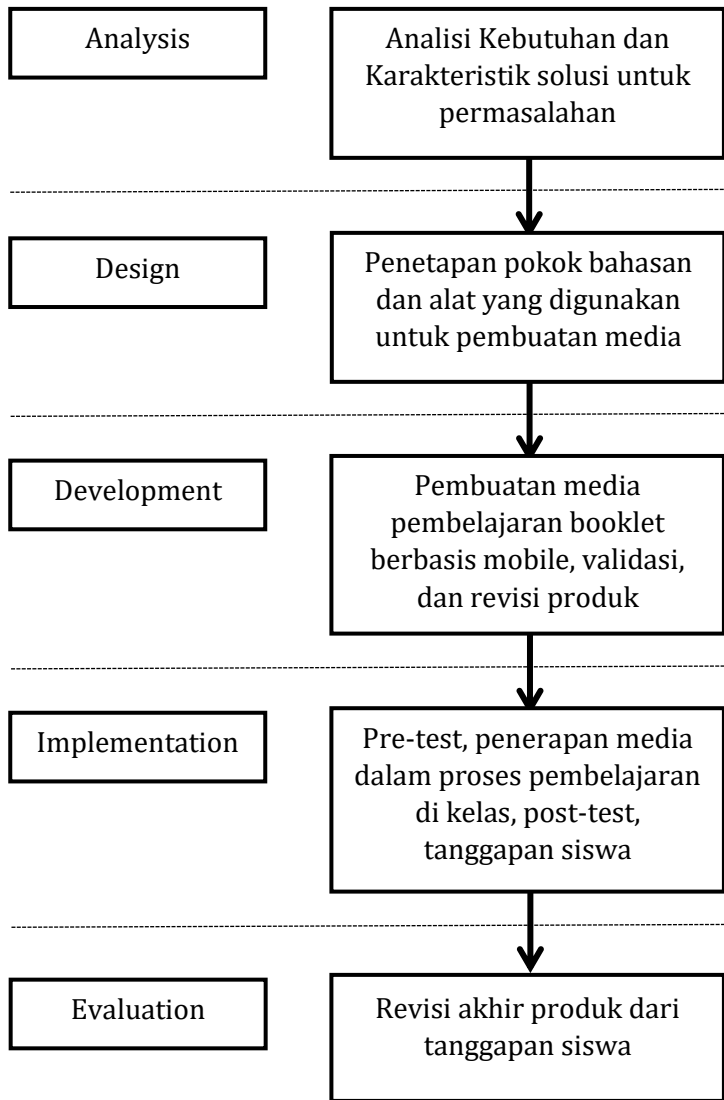 Analysis
Analisi Kebutuhan dan
Karakteristik solusi untuk
permasalahan
Design
Penetapan pokok bahasan
dan alat yang digunakan
untuk pembuatan media
Development
Pembuatan media
pembelajaran booklet
berbasis mobile, validasi,
dan revisi produk
Implementation
Pre-test, penerapan media
dalam proses pembelajaran
di kelas, post-test,
tanggapan siswa
Evaluation
Revisi akhir produk dari
tanggapan siswa